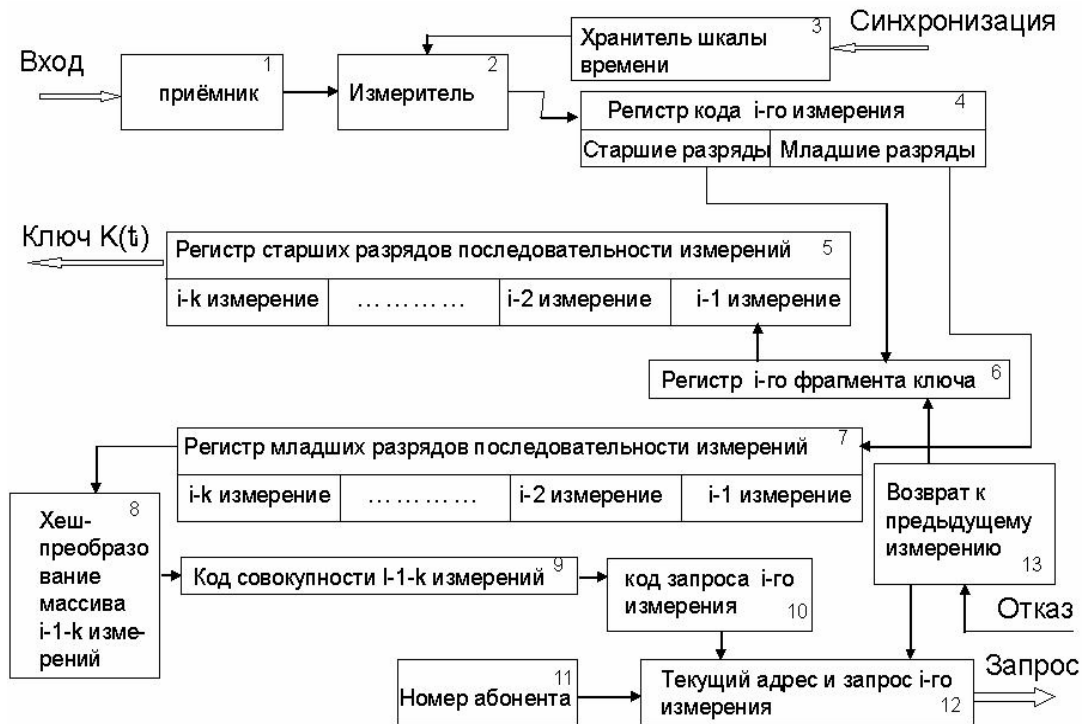 Синхронизация
3
Хранитель шкалы
времени
Вход
1
приёмник
2
Измеритель
4
Регистр кода i-го измерения
Старшие разряды
Младшие разряды
Ключ K(ti)
Регистр старших разрядов последовательности измерений
5
i-k измерение
…………
i-2 измерение
i-1 измерение
Регистр i-го фрагмента ключа
6
Регистр младших разрядов последовательности измерений
7
i-k измерение
…………
i-2 измерение
i-1 измерение
8
Хеш-
преобразо
вание
массива
i-1-k изме-
рений
Код совокупности I-1-k измерений
9
код запроса i-го
измерения
10
Возврат к
предыдущему
измерению
13
Отказ
11
Номер абонента
Текущий адрес и запрос i-го
измерения
12
Запрос